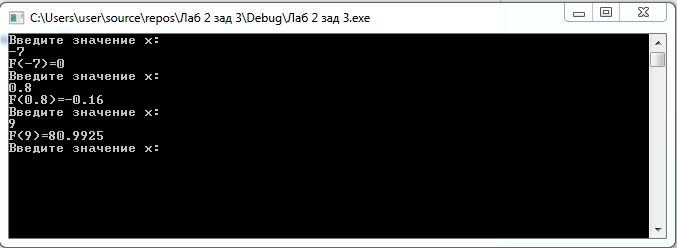 C:\Users\user\source\repos\Лаб 2 зад 3\Debug\Лаб 2 зад 3.exe
Введите значение x:
-7
F(-7)=0
Введите значение x:
0.8
F(0.8)=-0.16
Введите значение x:
9
F(9)=80.9925
Введите значение x: